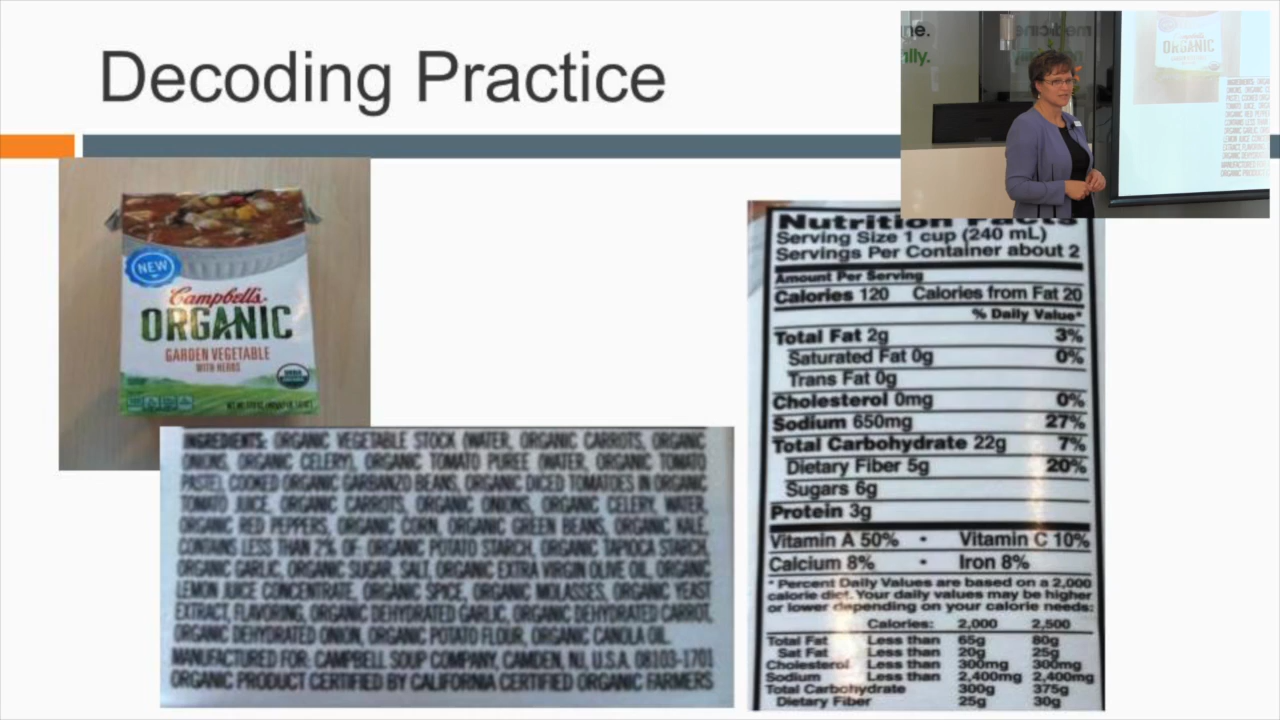 Decoding Practice
NEW
Campbell's
ORGANIC
GARDEN VEGETABLE
WITH HERBS
INGREDIENTS: ORGANIC VEGETABLE STOCK (WATER, ORGANIC CARROTS, ORGANIC
ONIONS, ORGANIC CELERY), ORGANIC TOMATO PUREE (WATER, ORGANIC TOMATO
PASTE), COOKED ORGANIC GARBANZO BEANS, ORGANIC DICED TOMATOES IN ORGANIC
TOMATO JUICE, ORGANIC CARROTS, ORGANIC ONIONS, ORGANIC CELERY, WATER,
ORGANIC RED PEPPERS, ORGANIC CORN, ORGANIC GREEN BEANS, ORGANIC KALE.
CONTAINS LESS THAN 2% OF: ORGANIC POTATO STARCH, ORGANIC TAPIOCA STARCH,
ORGANIC GARLIC, ORGANIC SUGAR, SALT, ORGANIC EXTRA VIRGIN OLIVE OIL, ORGANIC
LEMON JUICE CONCENTRATE, ORGANIC SPICE, ORGANIC MOLASSES, ORGANIC YEAST
EXTRACT, FLAVORING, ORGANIC DEHYDRATED GARLIC, ORGANIC DEHYDRATED CARROT,
ORGANIC DEHYDRATED ONION, ORGANIC POTATO FLOUR, ORGANIC CANOLA OIL.
MANUFACTURED FOR: CAMPBELL SOUP COMPANY, CAMDEN, NJ, U.S.A. 08103-1701
ORGANIC PRODUCT CERTIFIED BY CALIFORNIA CERTIFIED ORGANIC FARMERS
Nutrition Facts
Serving Size 1 cup (240 mL)
Servings Per Container about 2
Amount Per Serving
Calories 120 Calories from Fat 20
% Daily Value*
Total Fat 2g 3%
Saturated Fat 0g 0%
Trans Fat 0g
Cholesterol 0mg 0%
Sodium 650mg 27%
Total Carbohydrate 22g 7%
Dietary Fiber 5g 20%
Sugars 6g
Protein 3g
Vitamin A 50% • Vitamin C 10%
Calcium 8% • Iron 8%
* Percent Daily Values are based on a 2,000
calorie diet. Your daily values may be higher
or lower depending on your calorie needs:
Calories: 2,000 2,500
Total Fat Less than 65g 80g
Sat Fat Less than 20g 25g
Cholesterol Less than 300mg 300mg
Sodium Less than 2,400mg 2,400mg
Total Carbohydrate 300g 375g
Dietary Fiber 25g 30g
ORGANIC